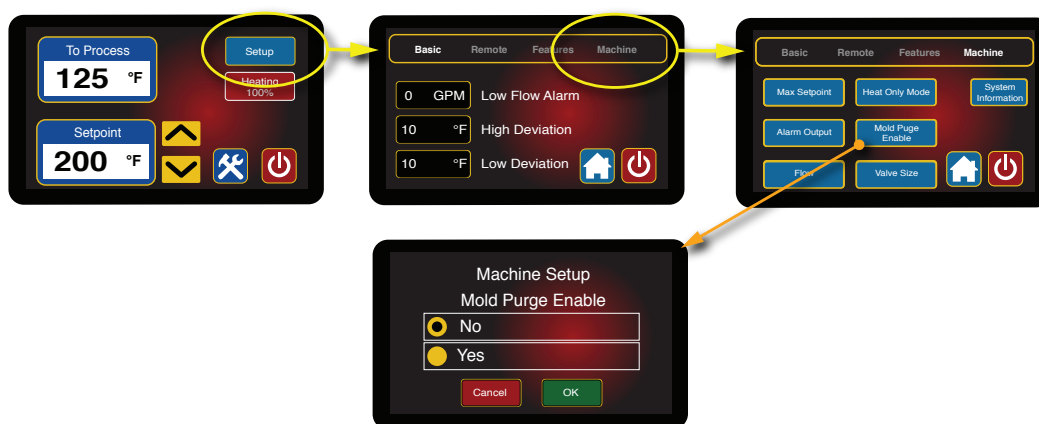 To Process
125 °F
Setup
Heating
100%
Setpoint
200 °F
Basic Remote Features Machine
0 GPM Low Flow Alarm
10 °F High Deviation
10 °F Low Deviation
Basic Remote Features Machine
Max Setpoint Heat Only Mode System
Information
Alarm Output Mold Puge
Enable
Flow Valve Size
Machine Setup
Mold Purge Enable
No
Yes
Cancel OK